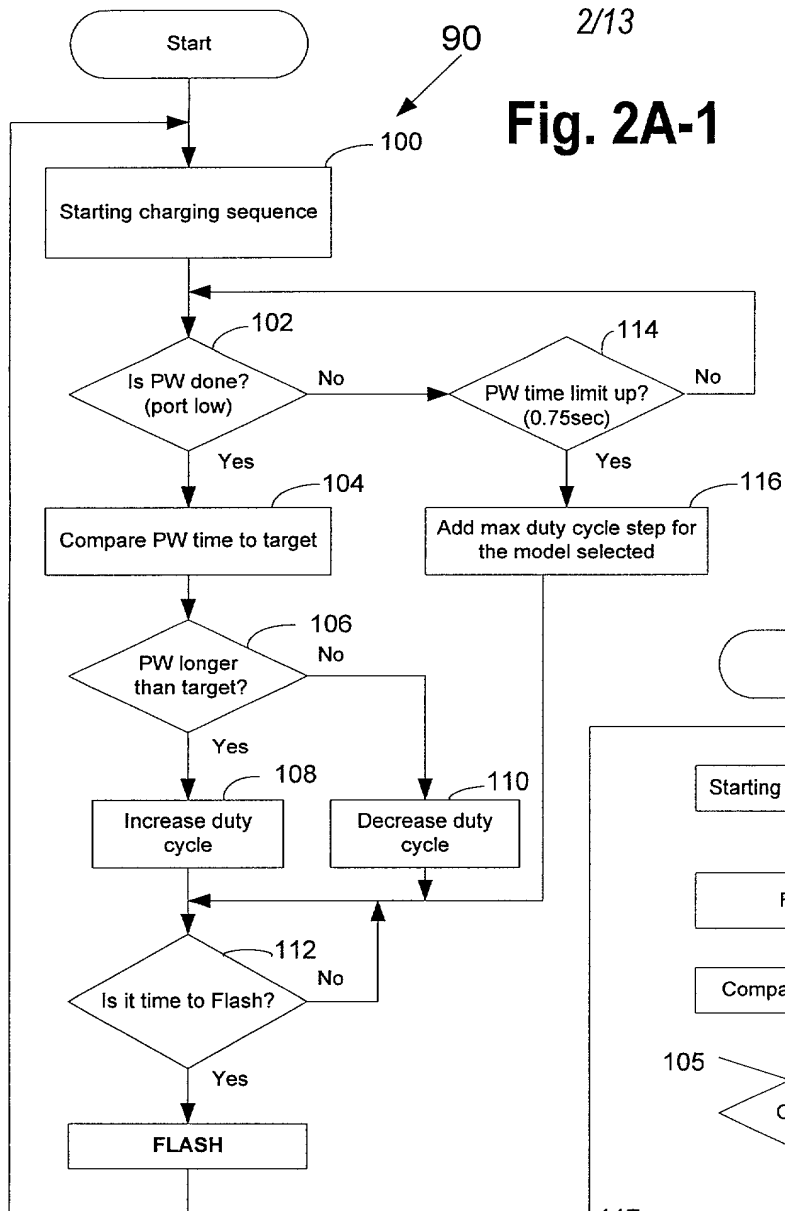 2/13
90
Fig. 2A-1
Start
100
Starting charging sequence
102
Is PW done?
(port low)
No
Yes
114
PW time limit up?
(0.75sec)
No
Yes
104
Compare PW time to target
116
Add max duty cycle step for
the model selected
106
PW longer
than target?
No
Yes
108
Increase duty
cycle
110
Decrease duty
cycle
112
Is it time to Flash?
No
Yes
FLASH
Starting
Compa
105